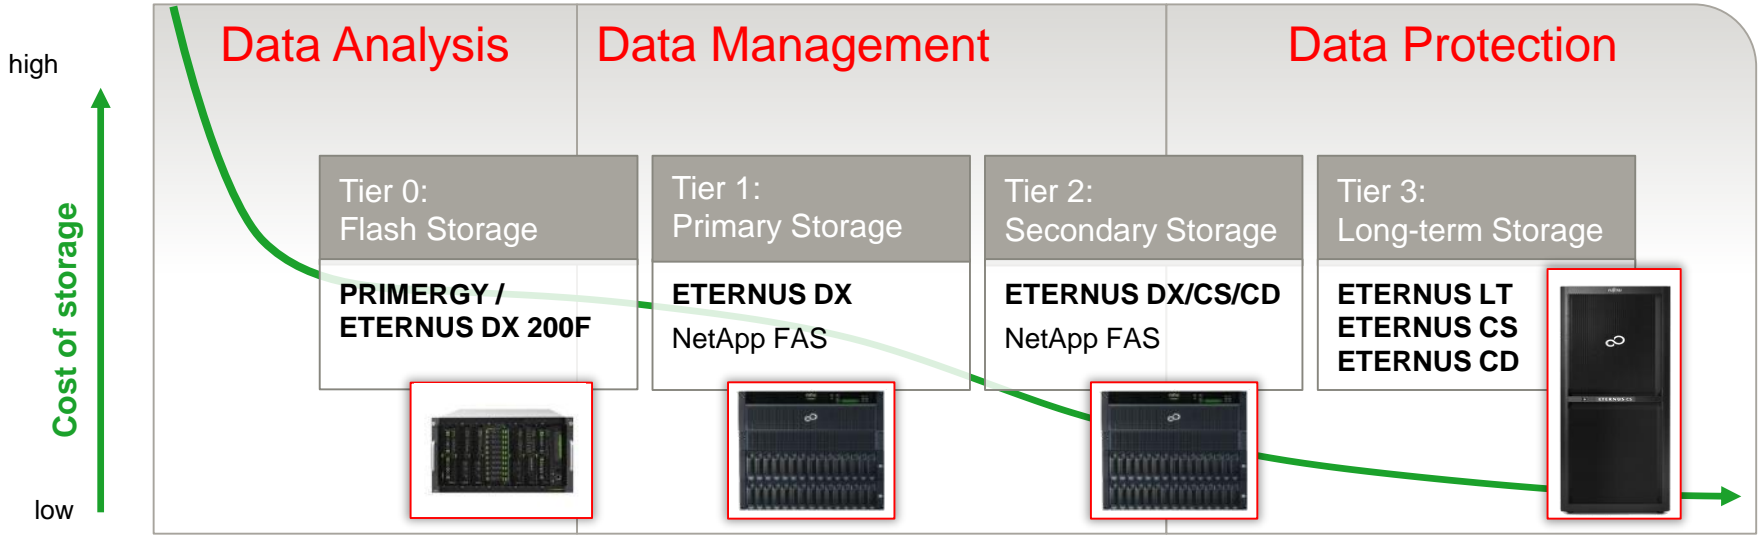 Data Analysis
Data Management
Data Protection
high
Cost of storage
low
Tier 0:
Flash Storage
PRIMERGY /
ETERNUS DX 200F
Tier 1:
Primary Storage
ETERNUS DX
NetApp FAS
Tier 2:
Secondary Storage
ETERNUS DX/CS/CD
NetApp FAS
Tier 3:
Long-term Storage
ETERNUS LT
ETERNUS CS
ETERNUS CD
ETERNUS CS